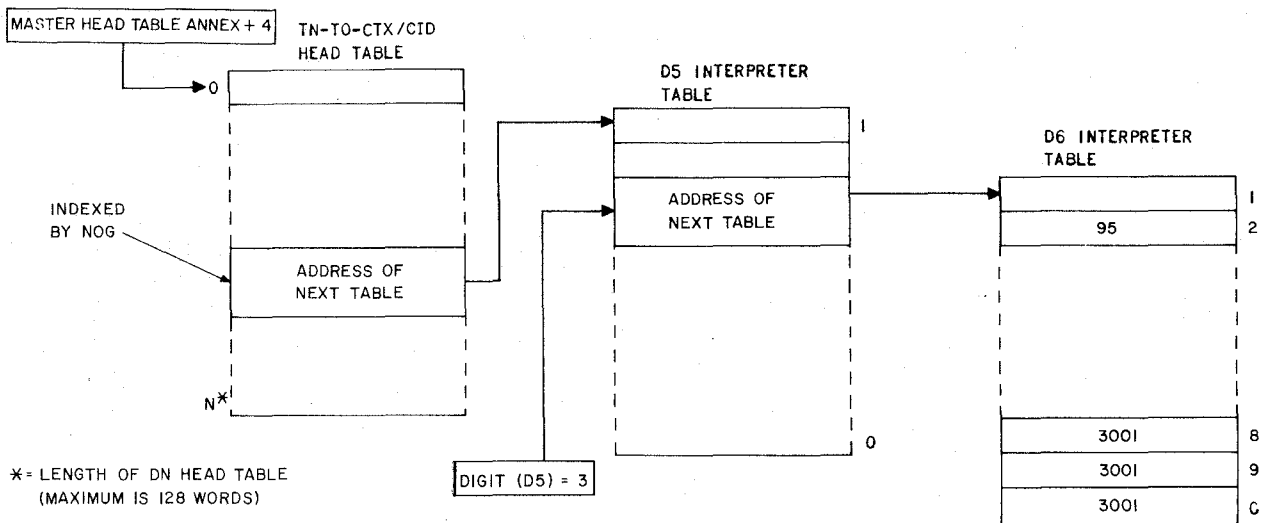 MASTER HEAD TABLE ANNEX + 4
TN-TO-CTX/CID
HEAD TABLE
0
INDEXED
BY NOG
ADDRESS OF
NEXT TABLE
N*
*= LENGTH OF DN HEAD TABLE
(MAXIMUM IS 128 WORDS)
D5 INTERPRETER
TABLE
1
ADDRESS OF
NEXT TABLE
0
DIGIT (D5) = 3
D6 INTERPRETER
TABLE
1
95 2
3001 8
3001 9
3001